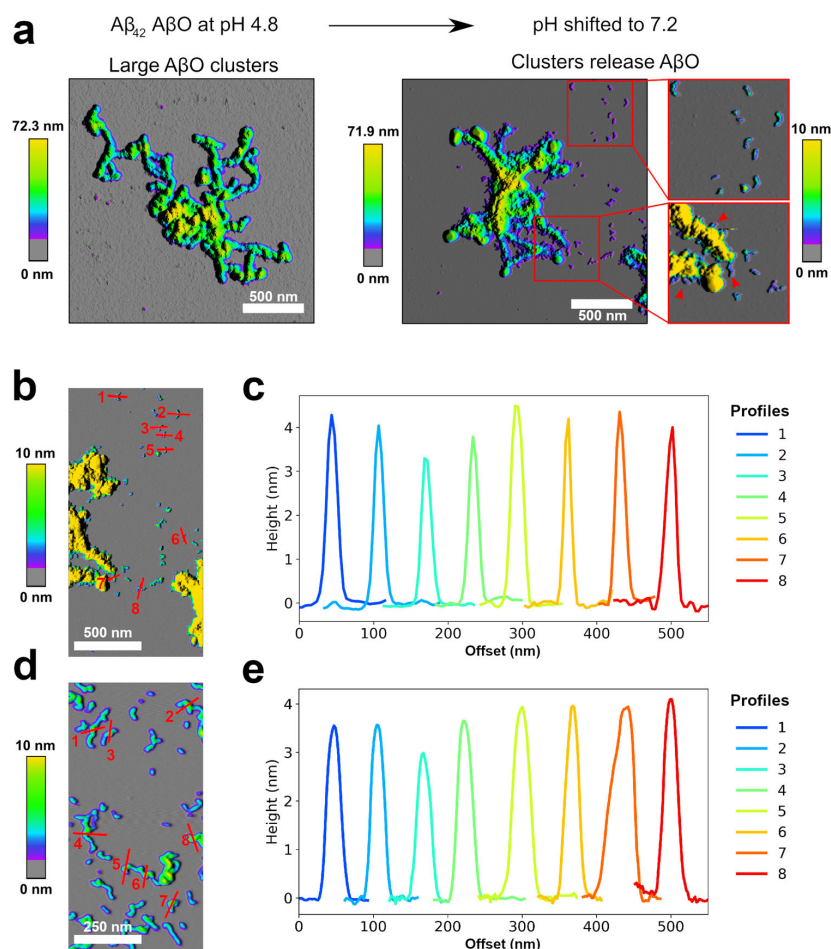 a
Aβ42 AβO at pH 4.8
pH shifted to 7.2
Large AβO clusters
Clusters release AβO
72.3 nm
0 nm
500 nm
71.9 nm
0 nm
500 nm
10 nm
0 nm
b
10 nm
0 nm
1
2
3
4
5
6
7
8
500 nm
c
Height (nm)
4
3
2
1
0
0
100
200
300
400
500
Offset (nm)
Profiles
1
2
3
4
5
6
7
8
d
10 nm
0 nm
1
2
3
4
5
6
7
8
250 nm
e
Height (nm)
4
3
2
1
0
0
100
200
300
400
500
Offset (nm)
Profiles
1
2
3
4
5
6
7
8